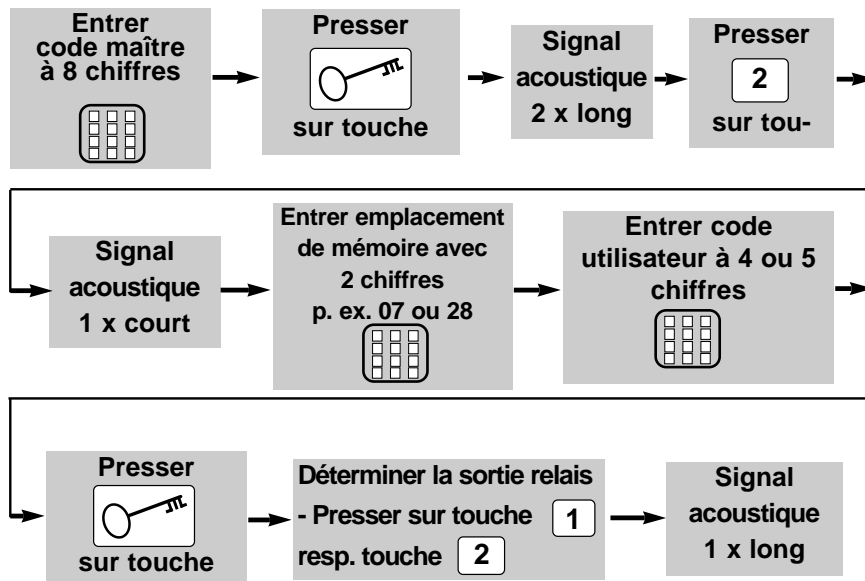 Entrer
code maître
à 8 chiffres
Presser
sur touche
Signal
acoustique
2 x long
Presser
2
sur tou-
Signal
acoustique
1 x court
Entrer emplacement
de mémoire avec
2 chiffres
p. ex. 07 ou 28
Entrer code
utilisateur à 4 ou 5
chiffres
Presser
sur touche
Déterminer la sortie relais
- Presser sur touche 1
resp. touche 2
Signal
acoustique
1 x long